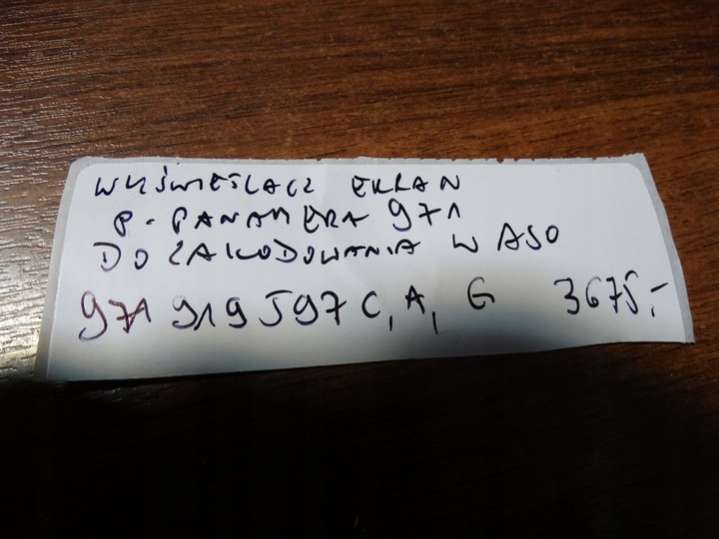 WYŚWIETLACZ EKRAN
P. PANAMERA 971
DO ZAKODOWANIA W ASO
971 919 597 C, A, G 3675,-